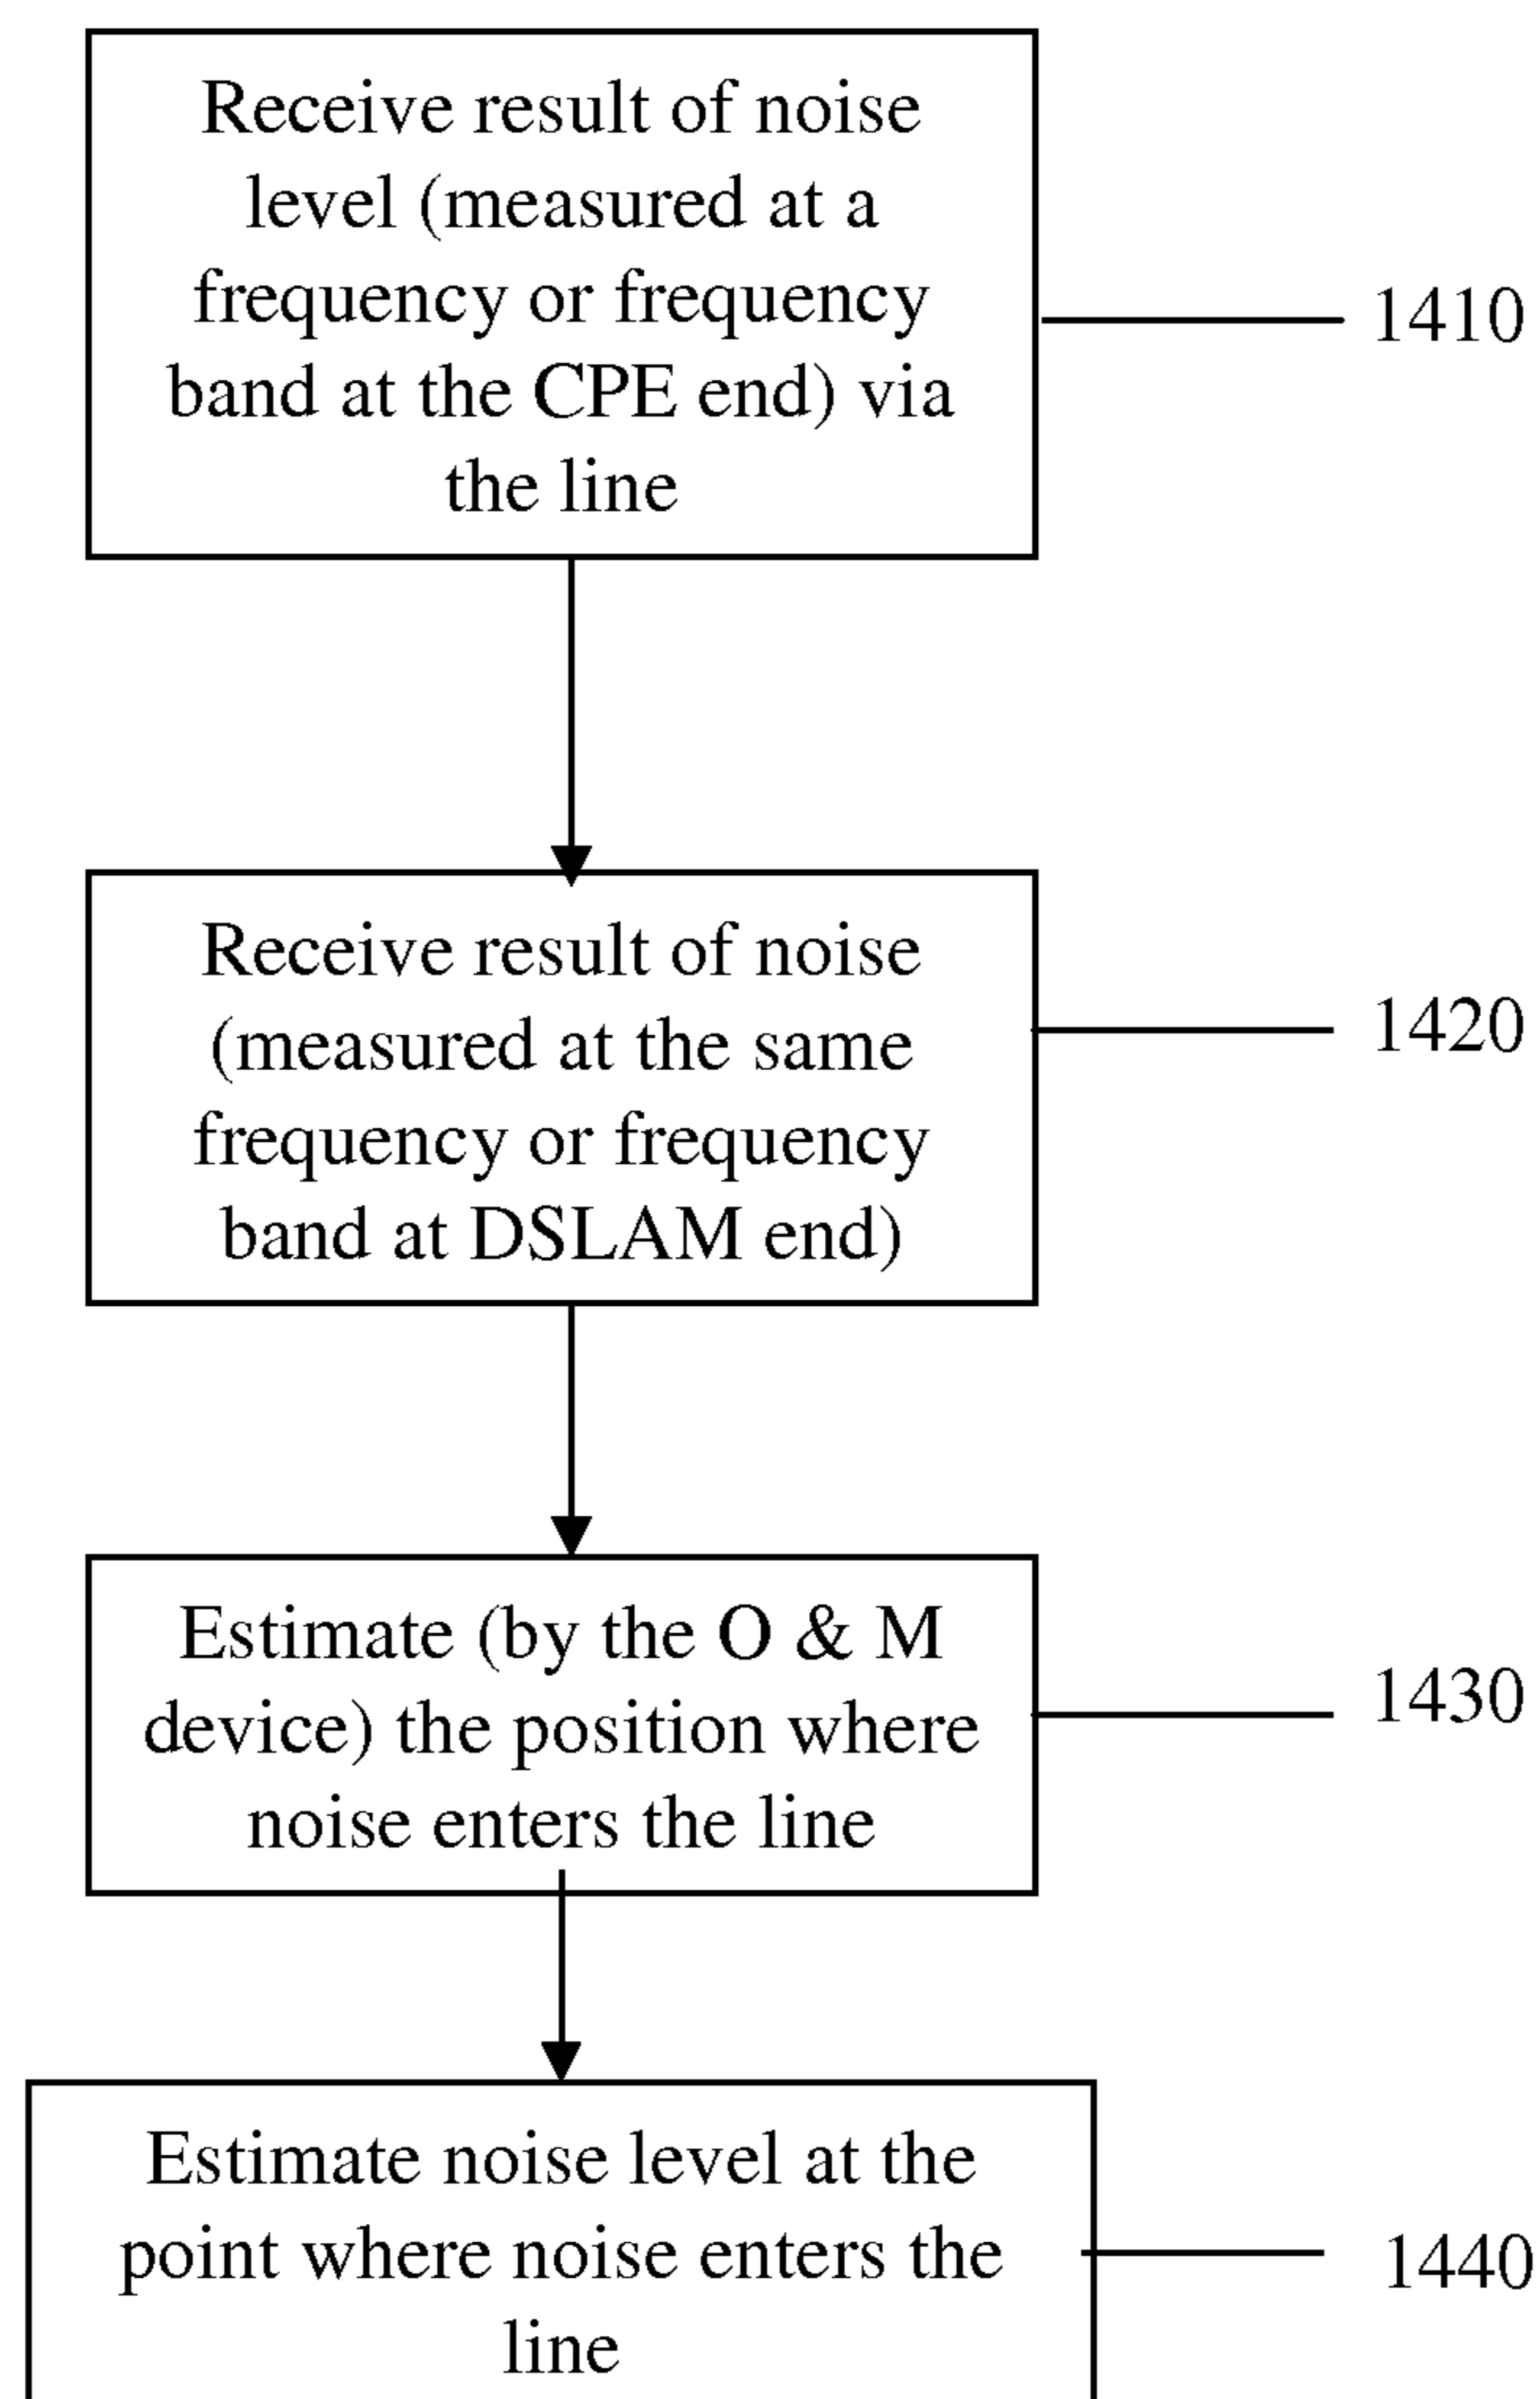 Receive result of noise
level (measured at a
frequency or frequency
band at the CPE end) via
the line
1410
Receive result of noise
(measured at the same
frequency or frequency
band at DSLAM end)
1420
Estimate (by the O & M
device) the position where
noise enters the line
1430
Estimate noise level at the
point where noise enters the
line
1440